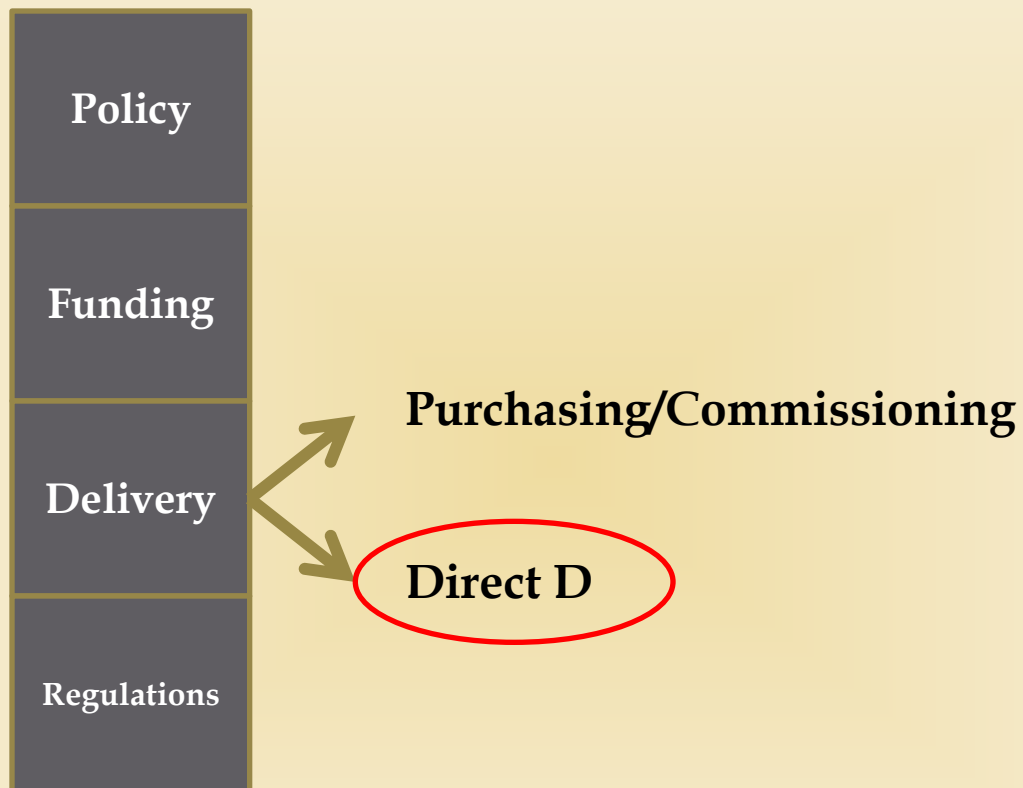 Policy
Funding
Delivery
Regulations
Purchasing/Commissioning
Direct D